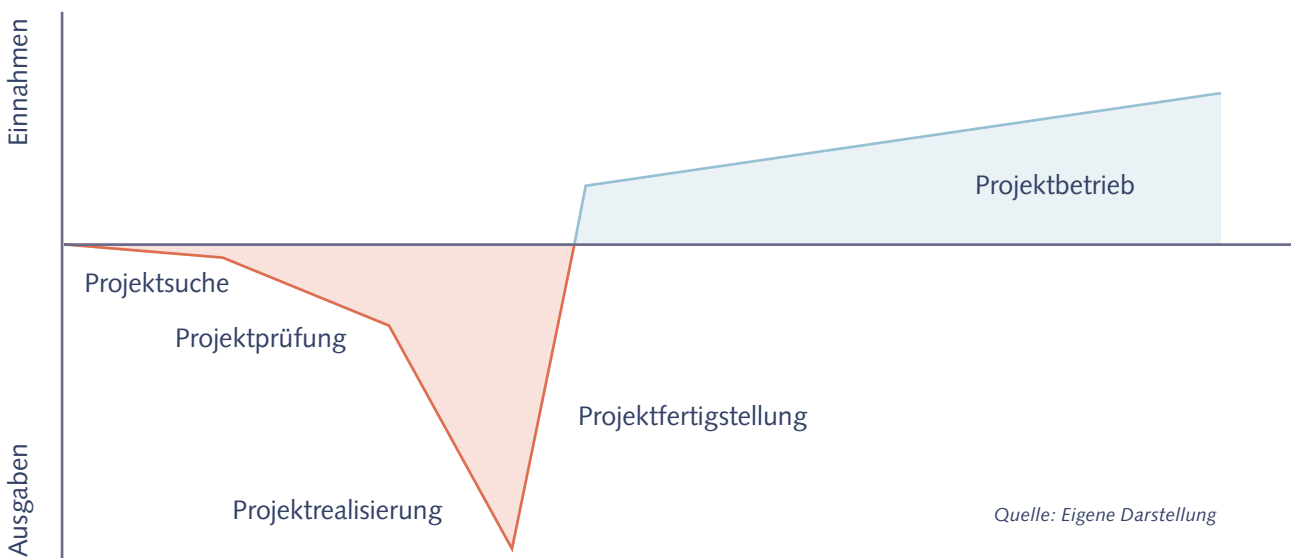 Einnahmen
Projektbetrieb
Projektsuche
Projektprüfung
Projektfertigstellung
Projektrealisierung
Ausgaben
Quelle: Eigene Darstellung